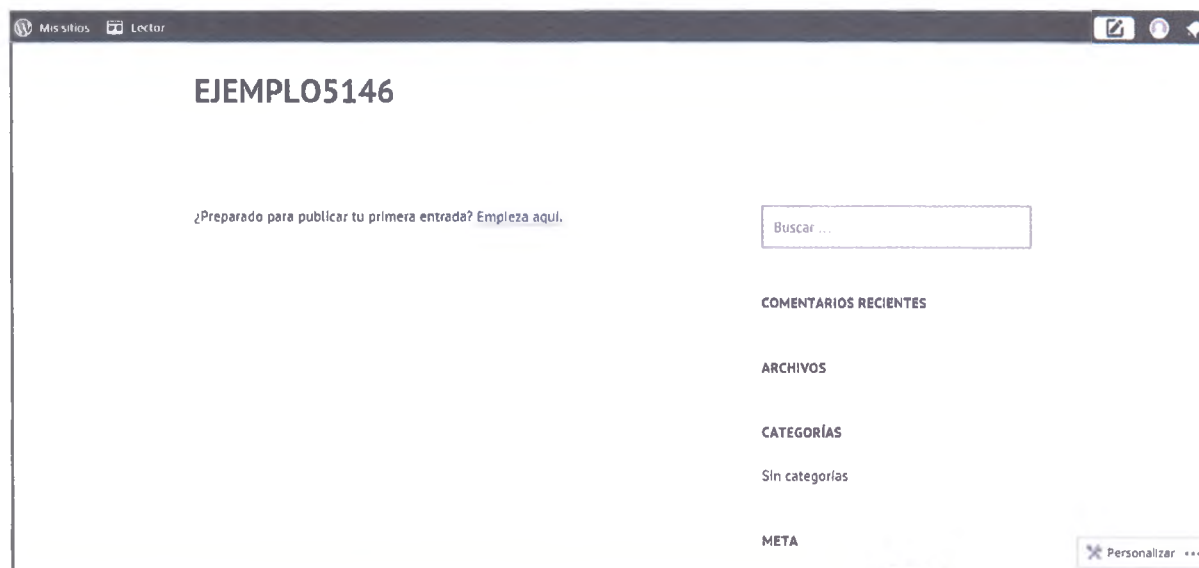 Mis sitios Lector
EJEMPLO5146
¿Preparado para publicar tu primera entrada? Empieza aquí.
Buscar ...
COMENTARIOS RECIENTES
ARCHIVOS
CATEGORÍAS
Sin categorías
META
Personalizar ...